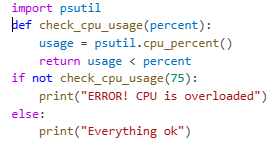 import psutil
def check_cpu_usage(percent):
    usage = psutil.cpu_percent()
    return usage < percent
if not check_cpu_usage(75):
    print("ERROR! CPU is overloaded")
else:
    print("Everything ok")